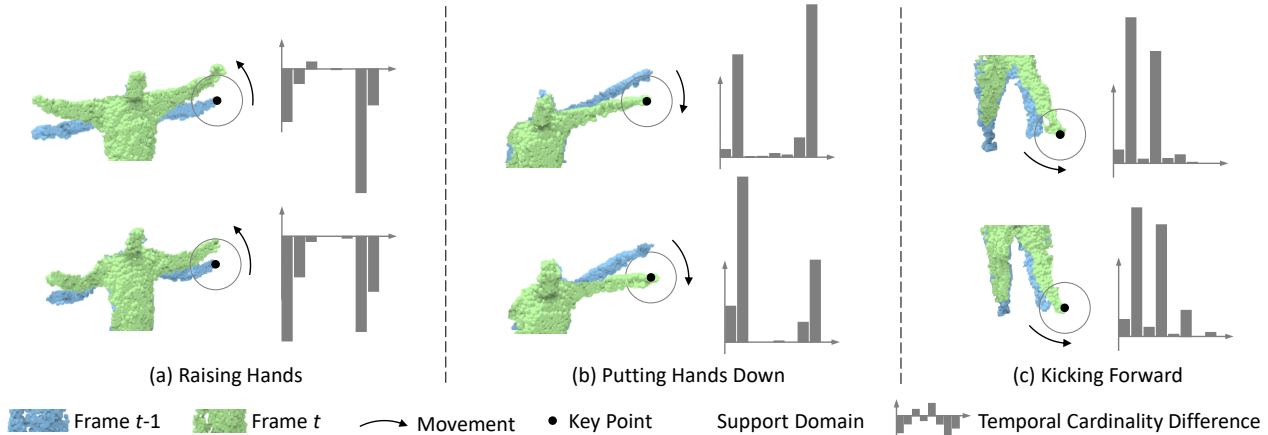 (a) Raising Hands
(b) Putting Hands Down
(c) Kicking Forward
Frame t-1
Frame t
Movement
Key Point
Support Domain
Temporal Cardinality Difference